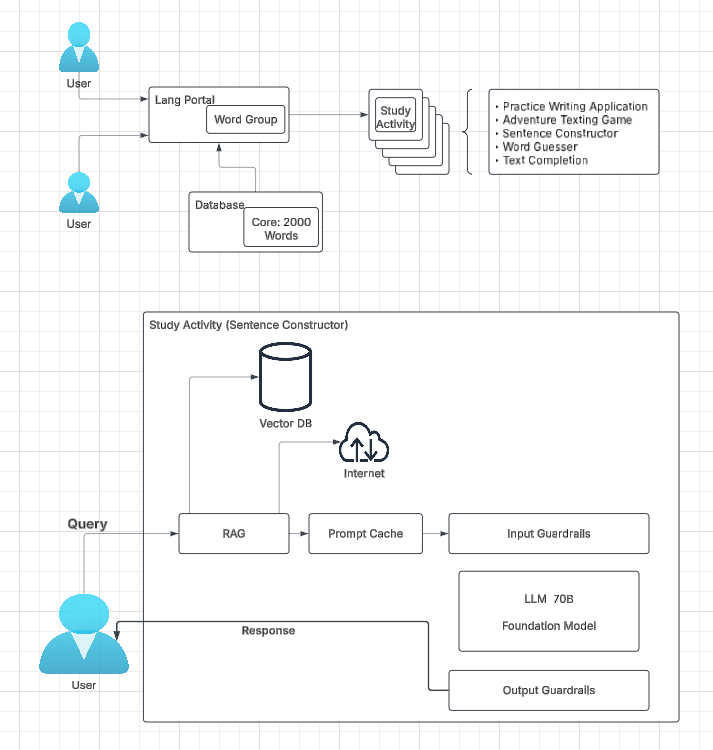 User
Lang Portal
Word Group
Study
Activity
• Practice Writing Application
• Adventure Texting Game
• Sentence Constructor
• Word Guesser
• Text Completion
User
Database
Core: 2000
Words
Study Activity (Sentence Constructor)
Vector DB
Internet
Query
RAG
Prompt Cache
Input Guardrails
LLM 70B
Foundation Model
Response
User
Output Guardrails